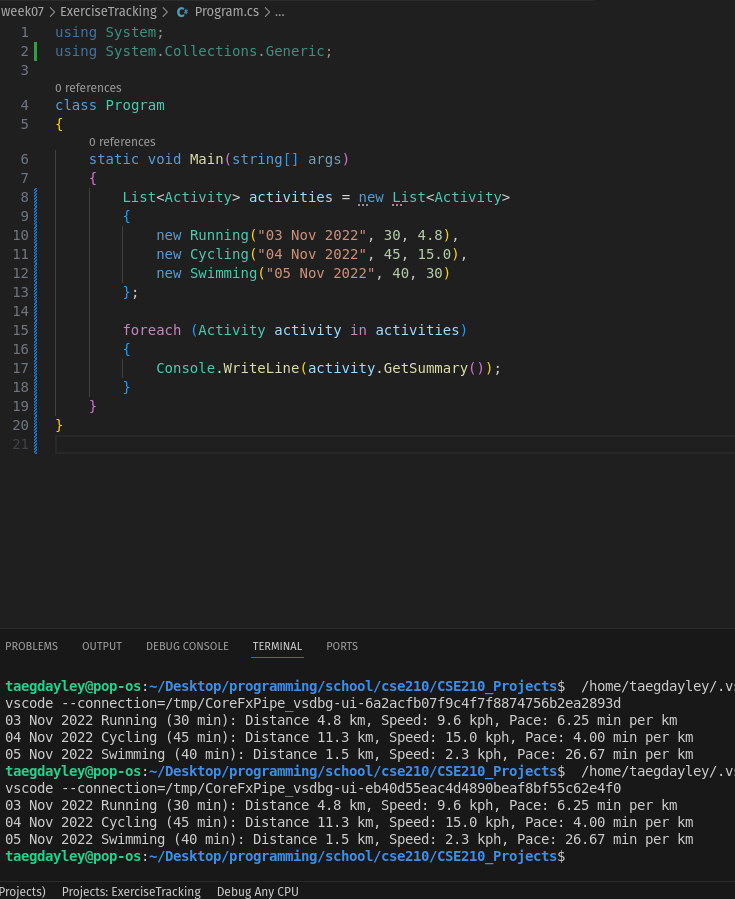 week07 > ExerciseTracking > Program.cs > ...
1 using System;
2 using System.Collections.Generic;
3
0 references
4 class Program
5 {
0 references
6 static void Main(string[] args)
7 {
8 List<Activity> activities = new List<Activity>
9 {
10 new Running("03 Nov 2022", 30, 4.8),
11 new Cycling("04 Nov 2022", 45, 15.0),
12 new Swimming("05 Nov 2022", 40, 30)
13 };
14
15 foreach (Activity activity in activities)
16 {
17 Console.WriteLine(activity.GetSummary());
18 }
19 }
20 }
21
PROBLEMS OUTPUT DEBUG CONSOLE TERMINAL PORTS
taegdayley@pop-os:~/Desktop/programming/school/cse210/CSE210_Projects$ /home/taegdayley/.vs
vscode --connection=/tmp/CoreFxPipe_vsdbg-ui-6a2acfb07f9c4f7f8874756b2ea2893d
03 Nov 2022 Running (30 min): Distance 4.8 km, Speed: 9.6 kph, Pace: 6.25 min per km
04 Nov 2022 Cycling (45 min): Distance 11.3 km, Speed: 15.0 kph, Pace: 4.00 min per km
05 Nov 2022 Swimming (40 min): Distance 1.5 km, Speed: 2.3 kph, Pace: 26.67 min per km
taegdayley@pop-os:~/Desktop/programming/school/cse210/CSE210_Projects$ /home/taegdayley/.vs
vscode --connection=/tmp/CoreFxPipe_vsdbg-ui-eb40d55eac4d4890beaf8bf55c62e4f0
03 Nov 2022 Running (30 min): Distance 4.8 km, Speed: 9.6 kph, Pace: 6.25 min per km
04 Nov 2022 Cycling (45 min): Distance 11.3 km, Speed: 15.0 kph, Pace: 4.00 min per km
05 Nov 2022 Swimming (40 min): Distance 1.5 km, Speed: 2.3 kph, Pace: 26.67 min per km
taegdayley@pop-os:~/Desktop/programming/school/cse210/CSE210_Projects$
Projects) Projects: ExerciseTracking Debug Any CPU